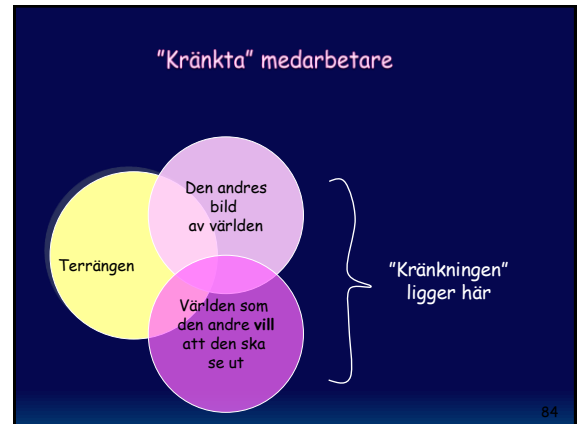 ”Kränkta” medarbetare
Den andres
bild
av världen
Terrängen
”Kränkningen”
ligger här
Världen som
den andre vill
att den ska
se ut
84